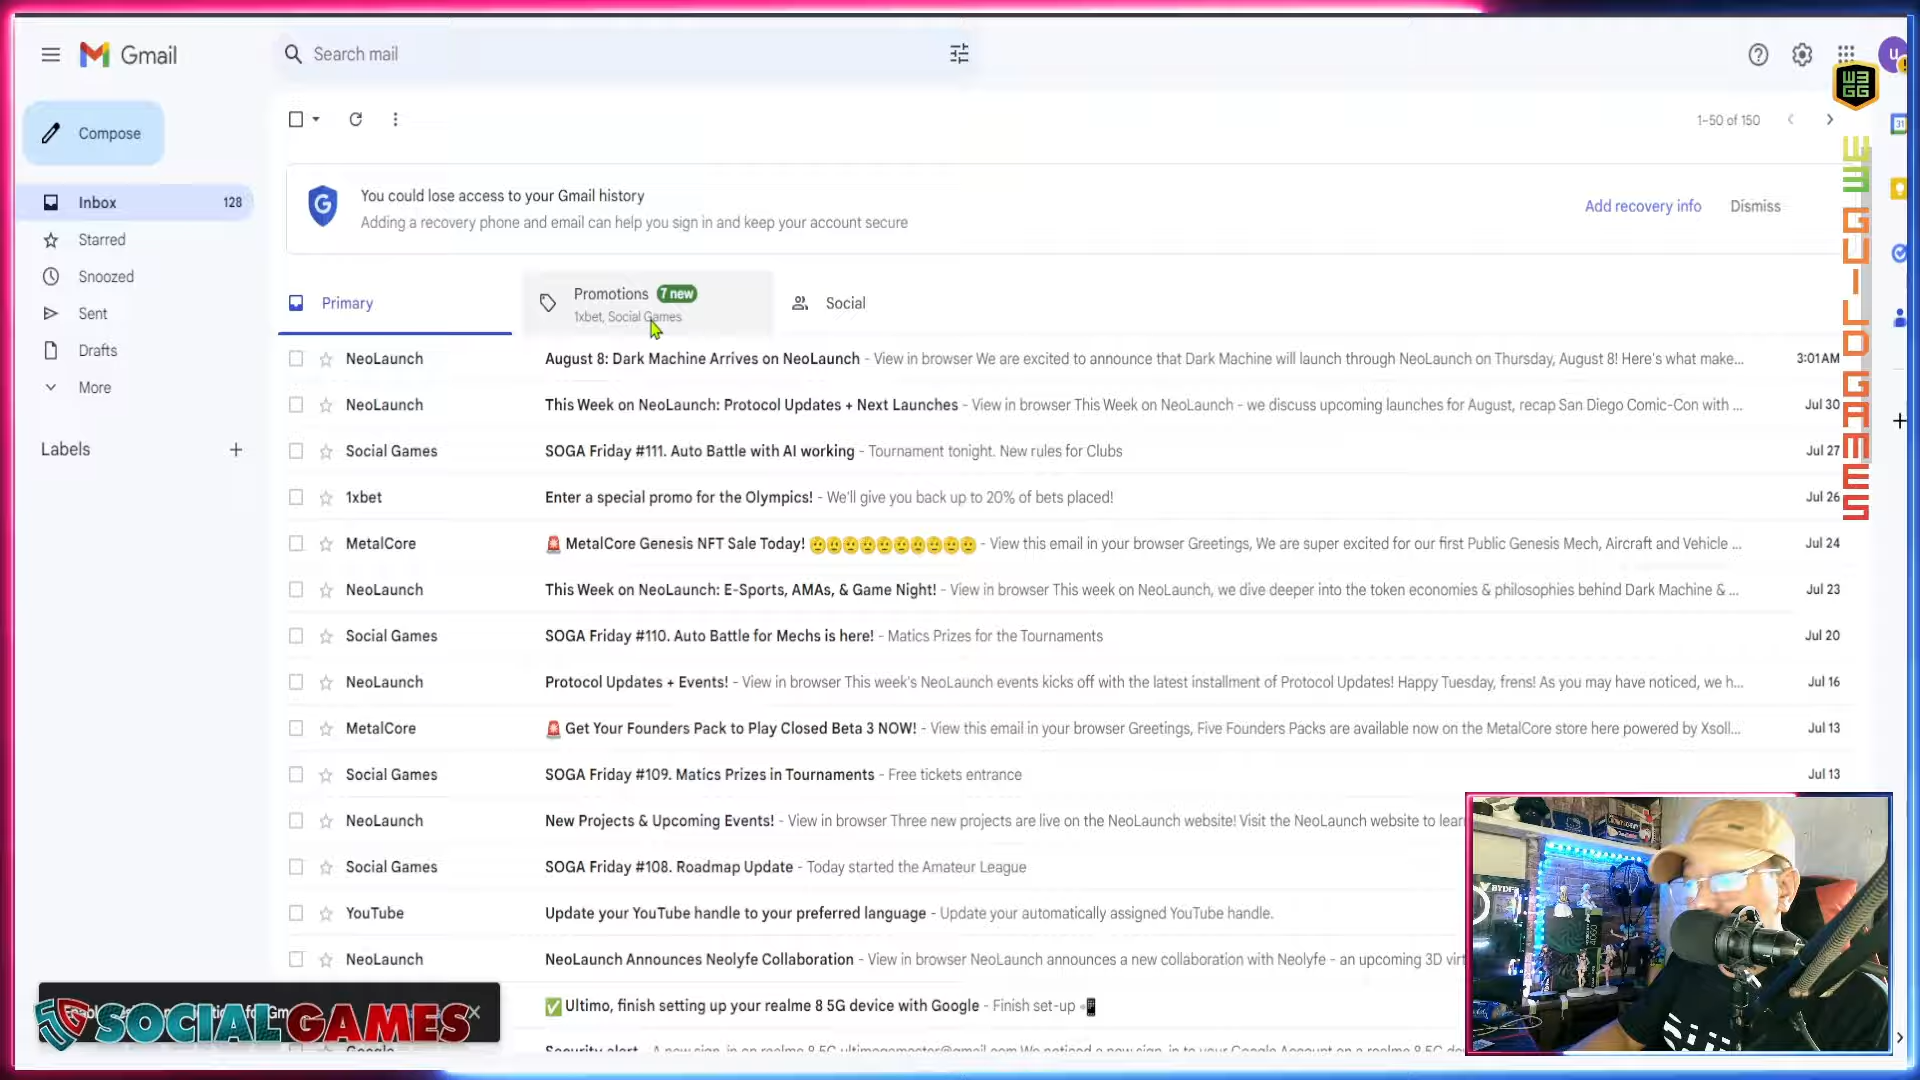 Gmail
Search mail
Compose
1-50 of 150
Inbox 128
Starred
Snoozed
Sent
Drafts
More
Labels
You could lose access to your Gmail history
Adding a recovery phone and email can help you sign in and keep your account secure
Add recovery info Dismiss
Primary
Promotions 7 new
1xbet, Social Games
Social
NeoLaunch August 8: Dark Machine Arrives on NeoLaunch - View in browser We are excited to announce that Dark Machine will launch through NeoLaunch on Thursday, August 8! Here's what make... 3:01 AM
NeoLaunch This Week on NeoLaunch: Protocol Updates + Next Launches - View in browser This Week on NeoLaunch - we discuss upcoming launches for August, recap San Diego Comic-Con with ... Jul 30
Social Games SOGA Friday #111. Auto Battle with AI working - Tournament tonight. New rules for Clubs Jul 27
1xbet Enter a special promo for the Olympics! - We'll give you back up to 20% of bets placed! Jul 26
MetalCore 🚨 MetalCore Genesis NFT Sale Today! - View this email in your browser Greetings, We are super excited for our first Public Genesis Mech, Aircraft and Vehicle ... Jul 24
NeoLaunch This Week on NeoLaunch: E-Sports, AMAs, & Game Night! - View in browser This week on NeoLaunch, we dive deeper into the token economies & philosophies behind Dark Machine & ... Jul 23
Social Games SOGA Friday #110. Auto Battle for Mechs is here! - Matics Prizes for the Tournaments Jul 20
NeoLaunch Protocol Updates + Events! - View in browser This week's NeoLaunch events kicks off with the latest installment of Protocol Updates! Happy Tuesday, frens! As you may have noticed, we h... Jul 16
MetalCore 🚨 Get Your Founders Pack to Play Closed Beta 3 NOW! - View this email in your browser Greetings, Five Founders Packs are available now on the MetalCore store here powered by Xsoll... Jul 13
Social Games SOGA Friday #109. Matics Prizes in Tournaments - Free tickets entrance Jul 13
NeoLaunch New Projects & Upcoming Events! - View in browser Three new projects are live on the NeoLaunch website! Visit the NeoLaunch website to lear
Social Games SOGA Friday #108. Roadmap Update - Today started the Amateur League
YouTube Update your YouTube handle to your preferred language - Update your automatically assigned YouTube handle.
NeoLaunch NeoLaunch Announces Neolyfe Collaboration - View in browser NeoLaunch announces a new collaboration with Neolyfe - an upcoming 3D virt
✅ Ultimo, finish setting up your realme 8 5G device with Google - Finish set-up 📲
SOCIAL GAMES
W3 GUILD GAMES
W3
GG
U
31